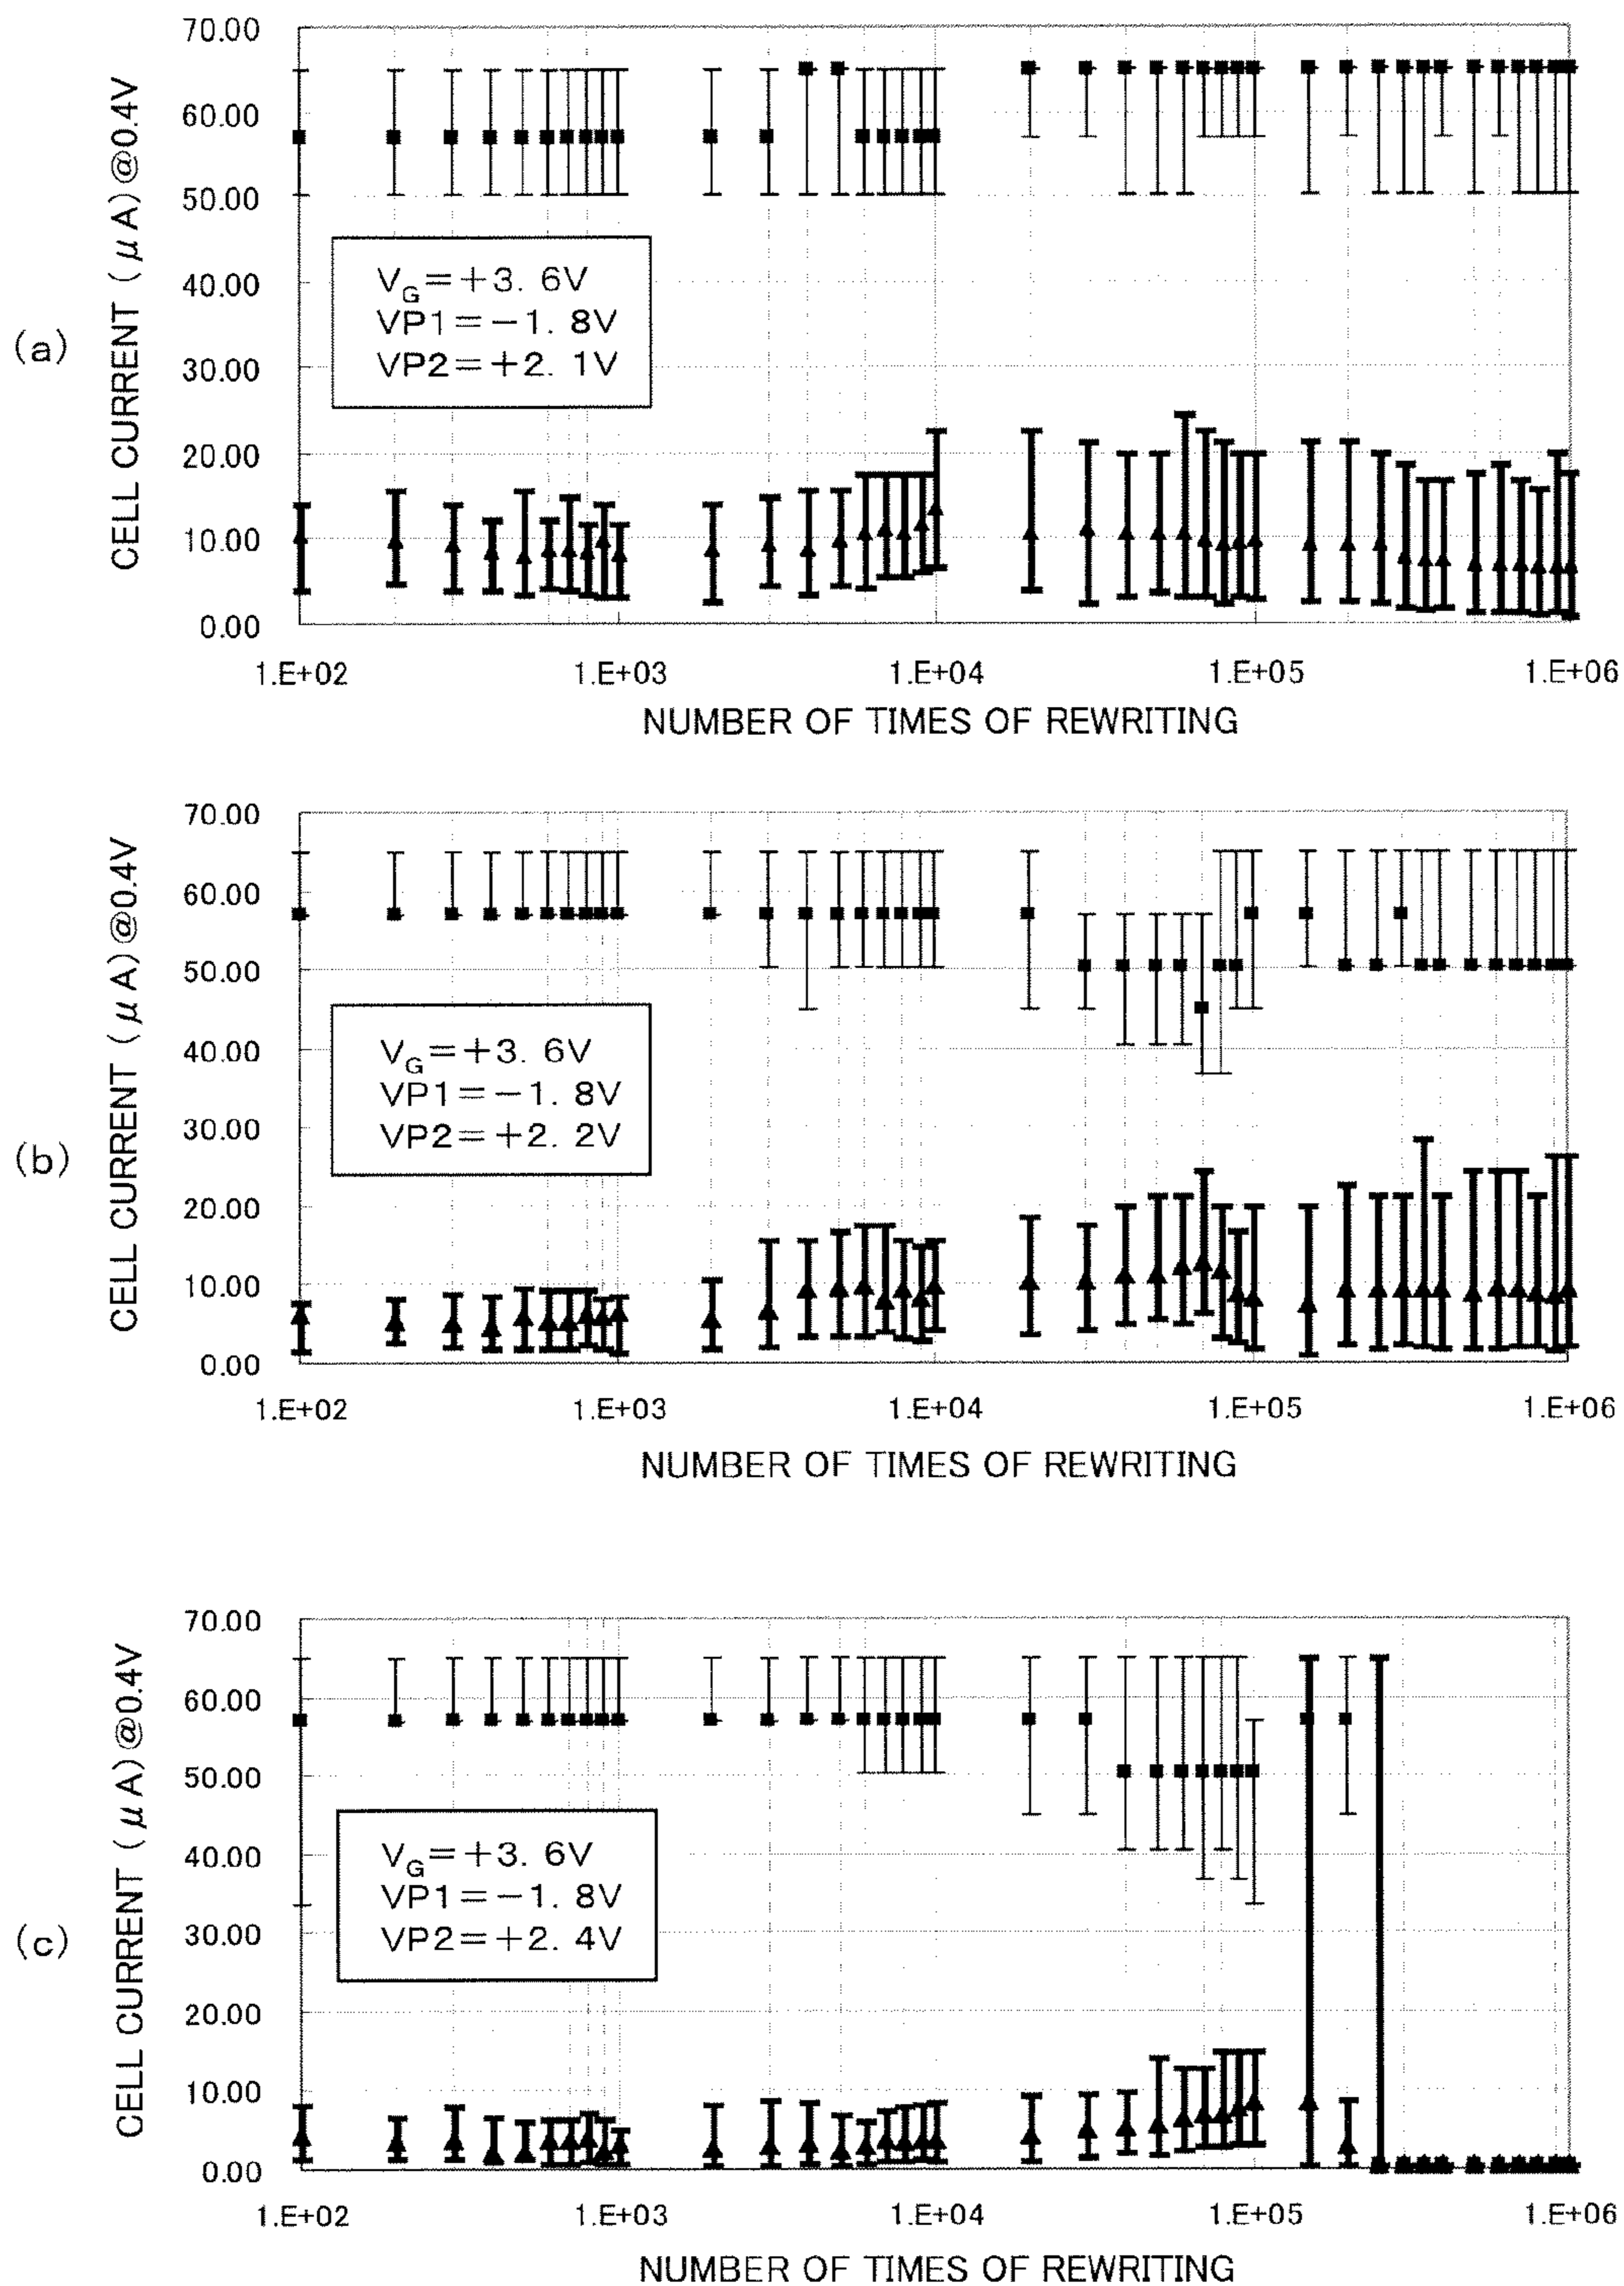 (a)
CELL CURRENT (μA)@0.4V
70.00
60.00
50.00
40.00
30.00
20.00
10.00
0.00
VG=+3. 6V
VP1=−1. 8V
VP2=+2. 1V
1.E+02 1.E+03 1.E+04 1.E+05 1.E+06
NUMBER OF TIMES OF REWRITING
(b)
CELL CURRENT (μA)@0.4V
70.00
60.00
50.00
40.00
30.00
20.00
10.00
0.00
VG=+3. 6V
VP1=−1. 8V
VP2=+2. 2V
1.E+02 1.E+03 1.E+04 1.E+05 1.E+06
NUMBER OF TIMES OF REWRITING
(c)
CELL CURRENT (μA)@0.4V
70.00
60.00
50.00
40.00
30.00
20.00
10.00
0.00
VG=+3. 6V
VP1=−1. 8V
VP2=+2. 4V
1.E+02 1.E+03 1.E+04 1.E+05 1.E+06
NUMBER OF TIMES OF REWRITING